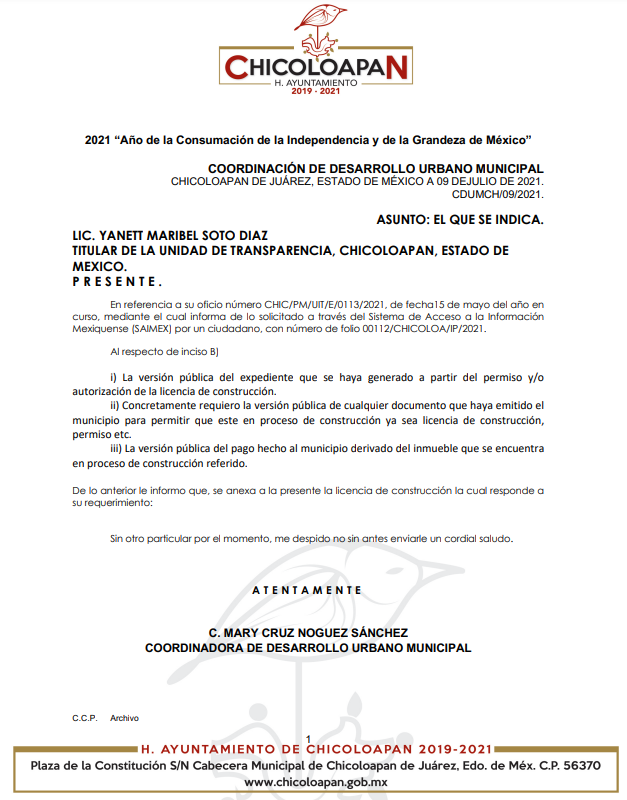 CHICOLOAPAN
H. AYUNTAMIENTO
2019 - 2021
2021 “Año de la Consumación de la Independencia y de la Grandeza de México”
COORDINACIÓN DE DESARROLLO URBANO MUNICIPAL
CHICOLOAPAN DE JUÁREZ, ESTADO DE MÉXICO A 09 DEJULIO DE 2021.
CDUMCH/09/2021.
ASUNTO: EL QUE SE INDICA.
LIC. YANETT MARIBEL SOTO DIAZ
TITULAR DE LA UNIDAD DE TRANSPARENCIA, CHICOLOAPAN, ESTADO DE
MEXICO.
P R E S E N T E .
En referencia a su oficio número CHIC/PM/UIT/E/0113/2021, de fecha15 de mayo del año en
curso, mediante el cual informa de lo solicitado a través del Sistema de Acceso a la Información
Mexiquense (SAIMEX) por un ciudadano, con número de folio 00112/CHICOLOA/IP/2021.
Al respecto de inciso B)
i) La versión pública del expediente que se haya generado a partir del permiso y/o
autorización de la licencia de construcción.
ii) Concretamente requiero la versión pública de cualquier documento que haya emitido el
municipio para permitir que este en proceso de construcción ya sea licencia de construcción,
permiso etc.
iii) La versión pública del pago hecho al municipio derivado del inmueble que se encuentra
en proceso de construcción referido.
De lo anterior le informo que, se anexa a la presente la licencia de construcción la cual responde a
su requerimiento:
Sin otro particular por el momento, me despido no sin antes enviarle un cordial saludo.
A T E N T A M E N T E
C. MARY CRUZ NOGUEZ SÁNCHEZ
COORDINADORA DE DESARROLLO URBANO MUNICIPAL
C.C.P. Archivo
1
H. AYUNTAMIENTO DE CHICOLOAPAN 2019-2021
Plaza de la Constitución S/N Cabecera Municipal de Chicoloapan de Juárez, Edo. de Méx. C.P. 56370
www.chicoloapan.gob.mx